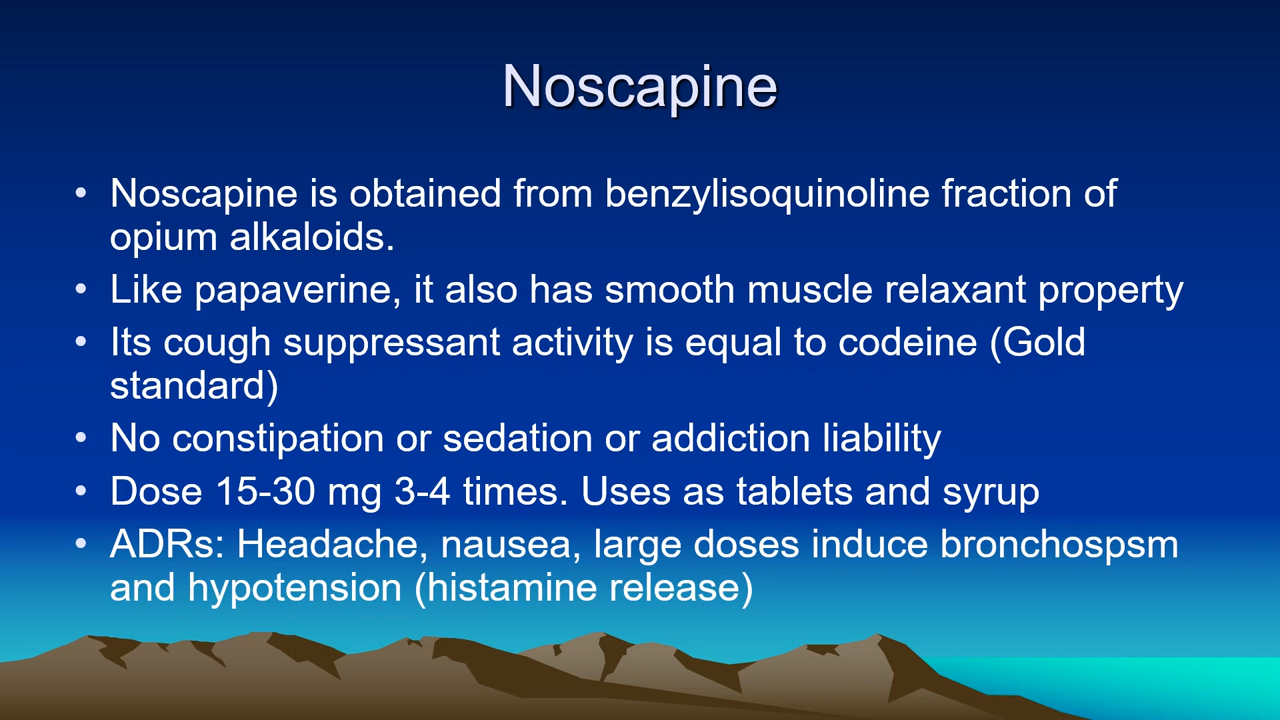 Noscapine
• Noscapine is obtained from benzylisoquinoline fraction of
opium alkaloids.
• Like papaverine, it also has smooth muscle relaxant property
• Its cough suppressant activity is equal to codeine (Gold
standard)
• No constipation or sedation or addiction liability
• Dose 15-30 mg 3-4 times. Uses as tablets and syrup
• ADRs: Headache, nausea, large doses induce bronchospsm
and hypotension (histamine release)